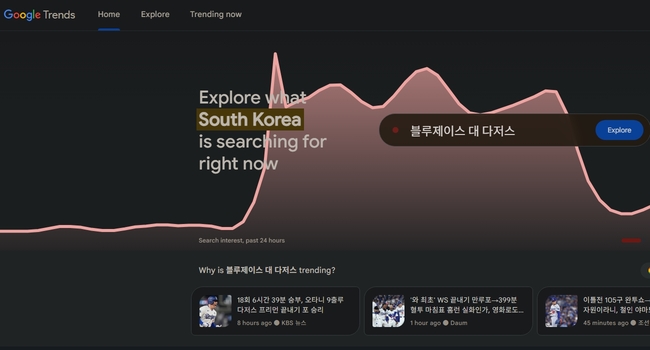 Google Trends
Home
Explore
Trending now
Explore what
South Korea
is searching for
right now
블루제이스 대 다저스
Explore
Search interest, past 24 hours
Why is 블루제이스 대 다저스 trending?
18회 6시간 39분 승부, 오타니 9출루
다저스 프리먼 끝내기 포 승리
8 hours ago ● KBS 뉴스
'와 최초' WS 끝내기 만루포→399분
혈투 마침표 홈런 실화인가, 영화로도...
1 hour ago ● Daum
이틀전 105구 완투쇼—
자원이라니, 철인 야마
45 minutes ago ● 조선